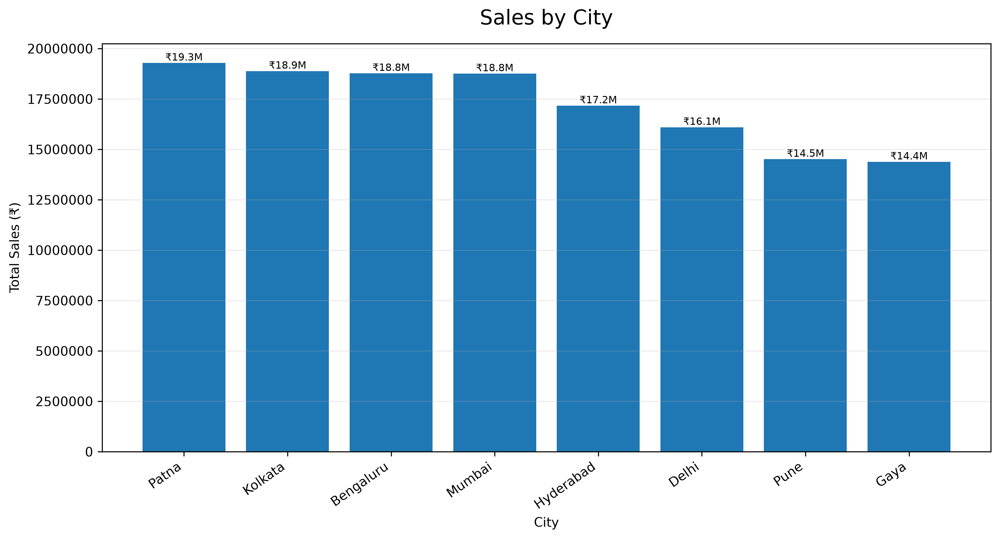 Sales by City
Total Sales (₹)
20000000
17500000
15000000
12500000
10000000
7500000
5000000
2500000
0
₹19.3M
₹18.9M
₹18.8M
₹18.8M
₹17.2M
₹16.1M
₹14.5M
₹14.4M
Patna
Kolkata
Bengaluru
Mumbai
Hyderabad
Delhi
Pune
Gaya
City